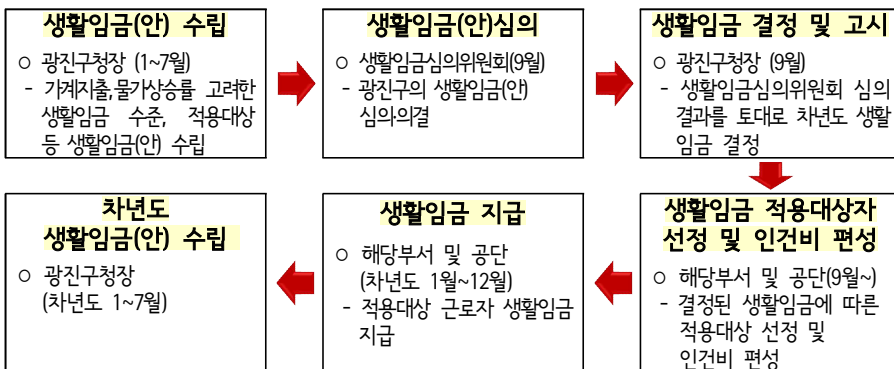 생활임금(안) 수립
○ 광진구청장 (1~7월)
- 가계지출,물가상승률 고려한
생활임금 수준, 적용대상
등 생활임금(안) 수립
생활임금(안)심의
○ 생활임금심의위원회(9월)
- 광진구의 생활임금(안)
심의·의결
생활임금 결정 및 고시
○ 광진구청장 (9월)
- 생활임금심의위원회 심의
결과를 토대로 차년도 생활
임금 결정
생활임금 적용대상자
선정 및 인건비 편성
○ 해당부서 및 공단(9월~)
- 결정된 생활임금에 따른
적용대상 선정 및
인건비 편성
생활임금 지급
○ 해당부서 및 공단
(차년도 1월~12월)
- 적용대상 근로자 생활임금
지급
차년도
생활임금(안) 수립
○ 광진구청장
(차년도 1~7월)